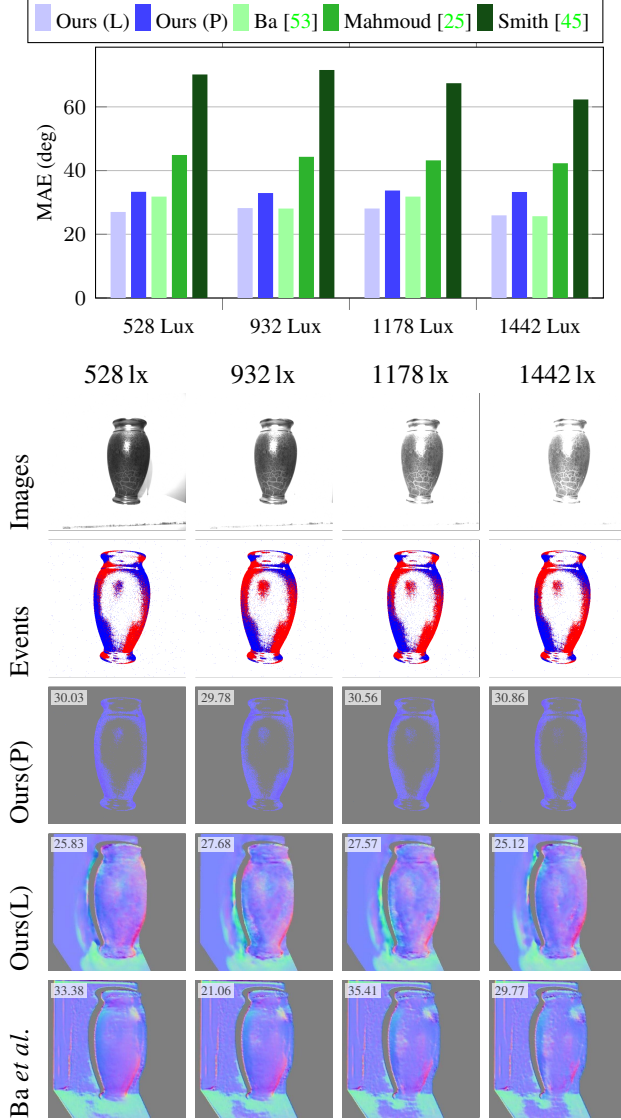 Ours (L) Ours (P) Ba [53] Mahmoud [25] Smith [45]
MAE (deg)
60
40
20
0
528 Lux 932 Lux 1178 Lux 1442 Lux
528 lx 932 lx 1178 lx 1442 lx
Images
Events
Ours(P)
30.03 29.78 30.56 30.86
Ours(L)
25.83 27.68 27.57 25.12
Ba et al.
33.38 21.06 35.41 29.77